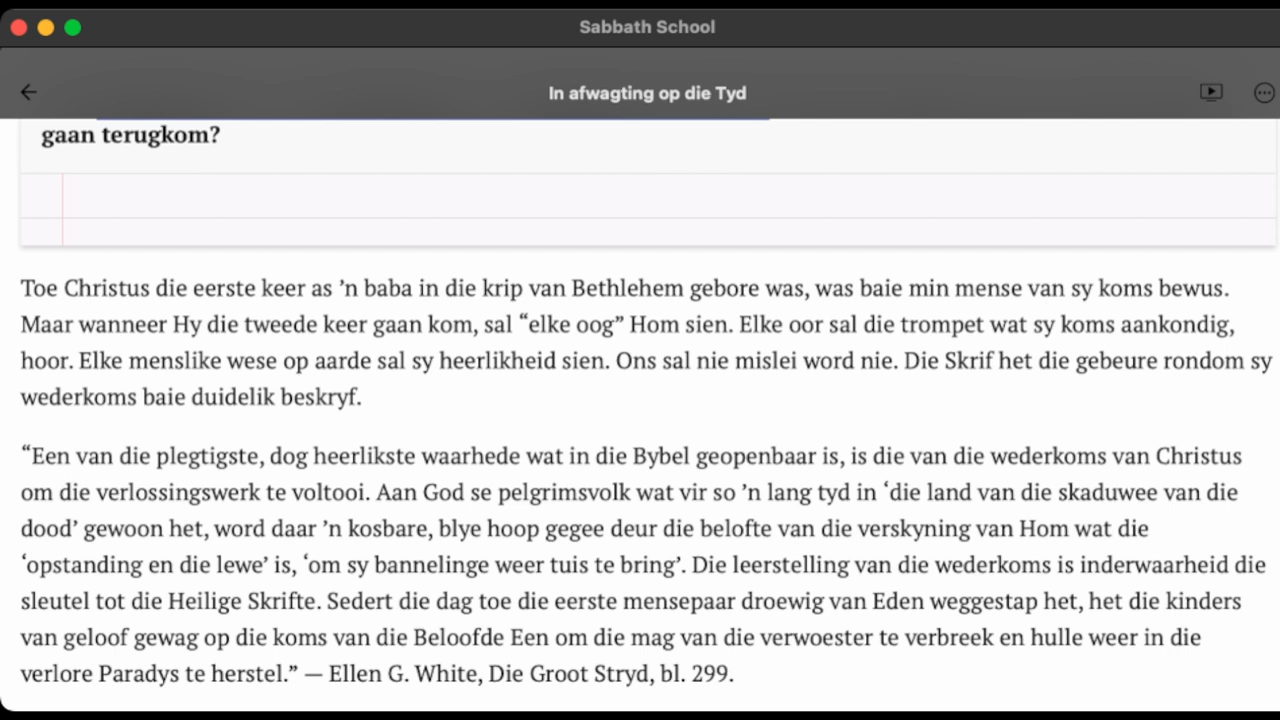 Sabbath School
In afwagting op die Tyd
gaan terugkom?
Toe Christus die eerste keer as ’n baba in die krip van Bethlehem gebore was, was baie min mense van sy koms bewus.
Maar wanneer Hy die tweede keer gaan kom, sal “elke oog” Hom sien. Elke oor sal die trompet wat sy koms aankondig,
hoor. Elke menslike wese op aarde sal sy heerlikheid sien. Ons sal nie mislei word nie. Die Skrif het die gebeure rondom sy
wederkoms baie duidelik beskryf.
“Een van die plegtigste, dog heerlikste waarhede wat in die Bybel geopenbaar is, is die van die wederkoms van Christus
om die verlossingswerk te voltooi. Aan God se pelgrimsvolk wat vir so ’n lang tyd in ‘die land van die skaduwee van die
dood’ gewoon het, word daar ’n kosbare, blye hoop gegee deur die belofte van die verskyning van Hom wat die
‘opstanding en die lewe’ is, ‘om sy bannelinge weer tuis te bring’. Die leerstelling van die wederkoms is inderwaarheid die
sleutel tot die Heilige Skrifte. Sedert die dag toe die eerste mensepaar droewig van Eden weggestap het, het die kinders
van geloof gewag op die koms van die Beloofde Een om die mag van die verwoester te verbreek en hulle weer in die
verlore Paradys te herstel.” — Ellen G. White, Die Groot Stryd, bl. 299.